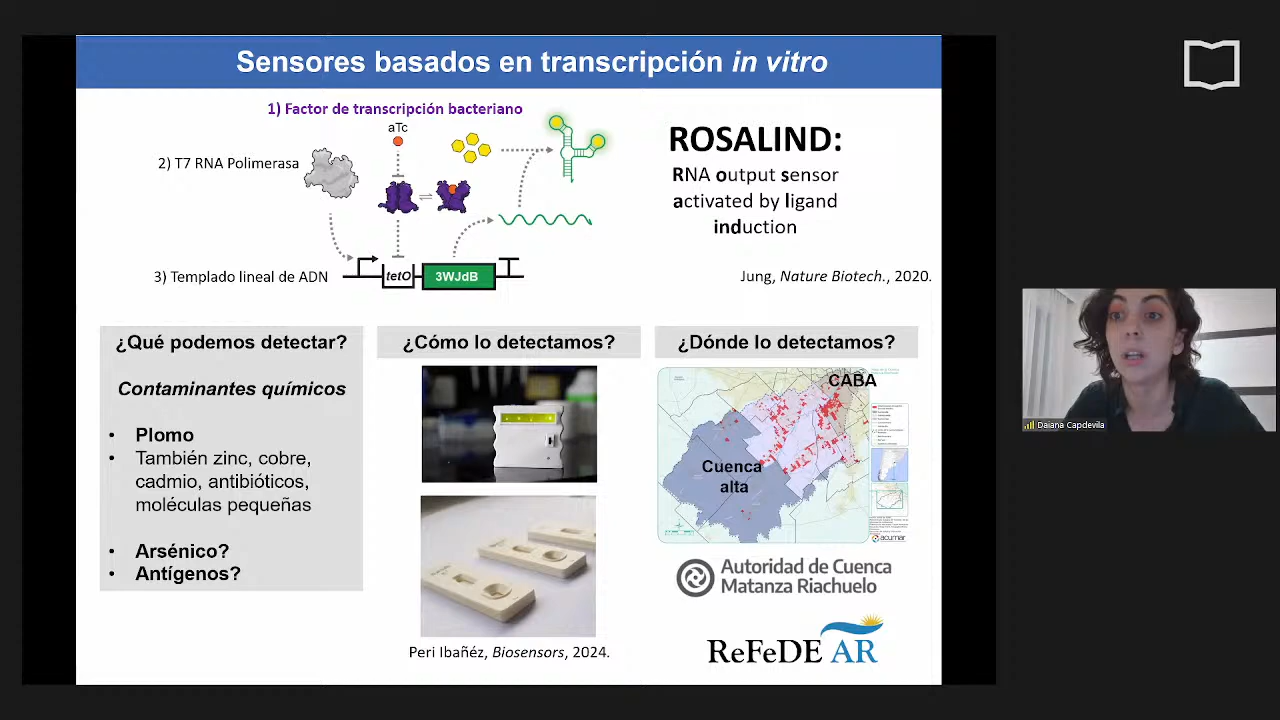 Sensores basados en transcripción in vitro
1) Factor de transcripción bacteriano
aTc
2) T7 RNA Polimerasa
3) Templado lineal de ADN
tetO
3WJdB
ROSALIND:
RNA output sensor
activated by ligand
induction
Jung, Nature Biotech., 2020.
¿Qué podemos detectar?
Contaminantes químicos
• Plomo
• También zinc, cobre,
cadmio, antibióticos,
moléculas pequeñas
• Arsénico?
• Antígenos?
¿Cómo lo detectamos?
Peri Ibañéz, Biosensors, 2024.
¿Dónde lo detectamos?
CABA
Cuenca
alta
acumar
Autoridad de Cuenca
Matanza Riachuelo
ReFeDE AR
Daiana Capdevila